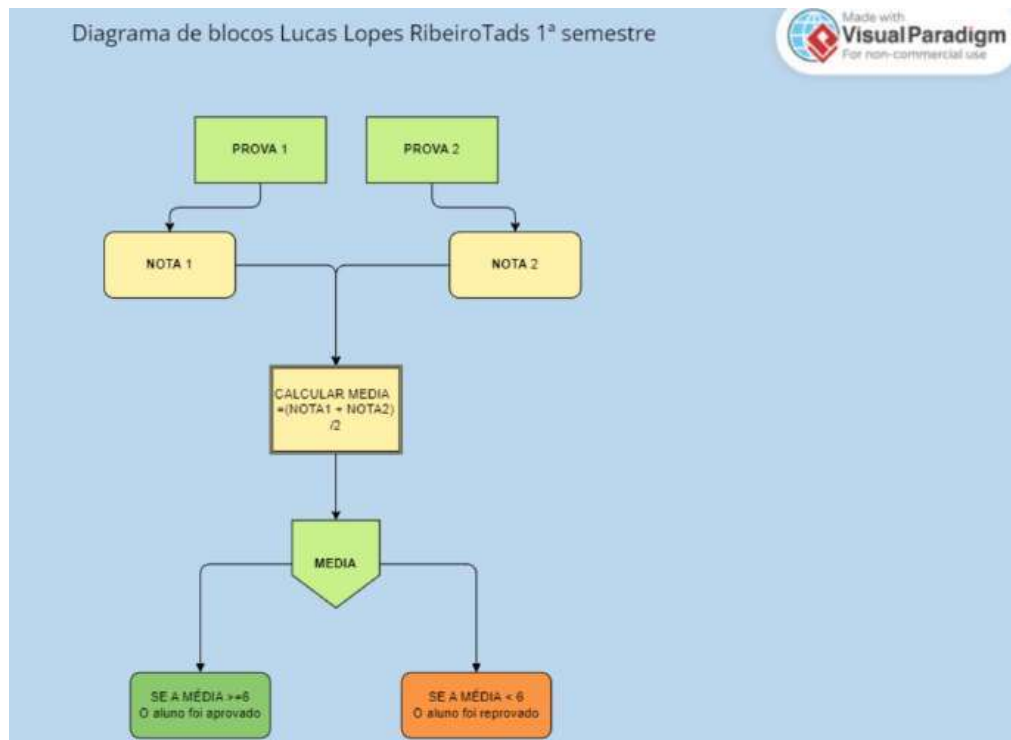 Diagrama de blocos Lucas Lopes RibeiroTads 1ª semestre
Made with
Visual Paradigm
For non-commercial use
PROVA 1
PROVA 2
NOTA 1
NOTA 2
CALCULAR MEDIA
=(NOTA1 + NOTA2)
/2
MEDIA
SE A MÉDIA >=6
O aluno foi aprovado
SE A MÉDIA < 6
O aluno foi reprovado